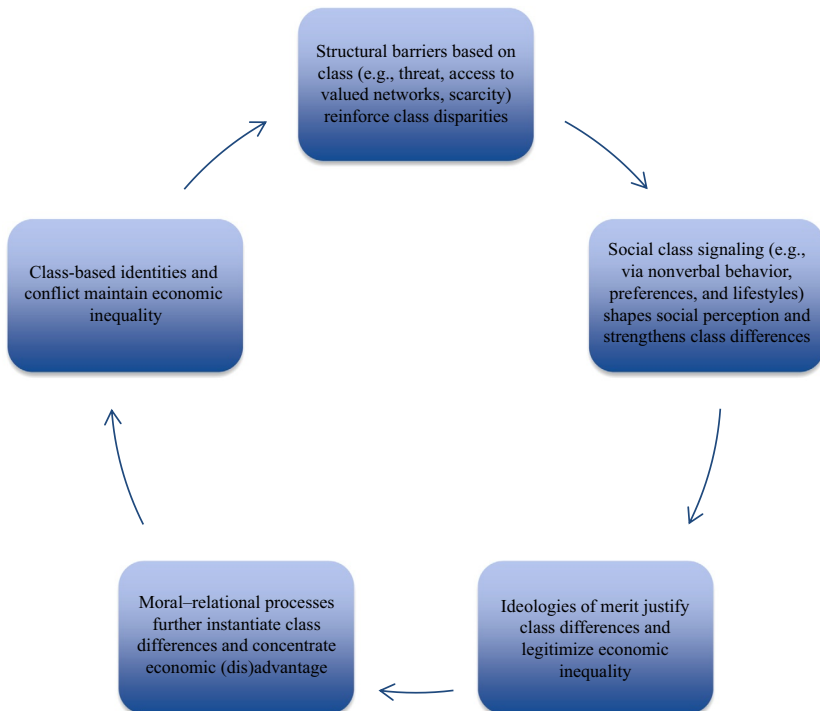 Structural barriers based on
class (e.g., threat, access to
valued networks, scarcity)
reinforce class disparities
Social class signaling (e.g.,
via nonverbal behavior,
preferences, and lifestyles)
shapes social perception and
strengthens class differences
Ideologies of merit justify
class differences and
legitimize economic
inequality
Moral–relational processes
further instantiate class
differences and concentrate
economic (dis)advantage
Class-based identities and
conflict maintain economic
inequality